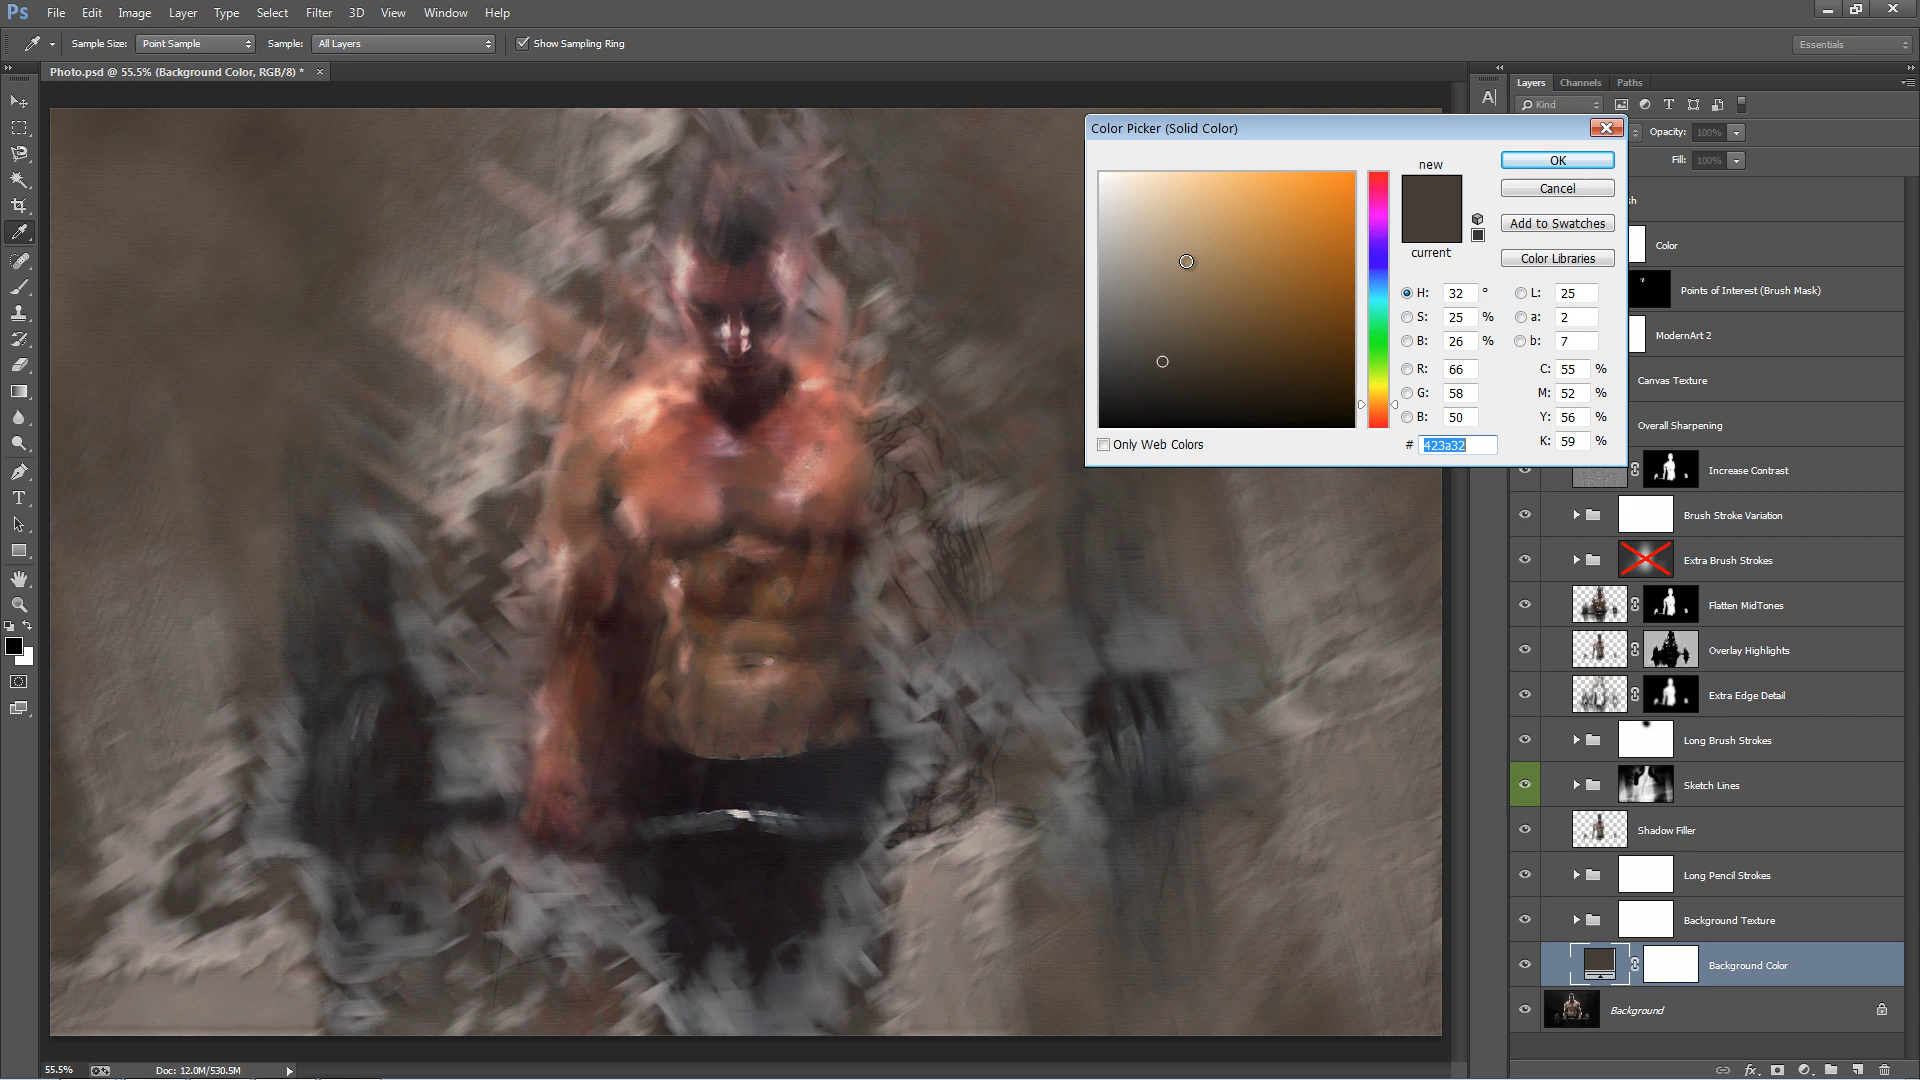 Ps File Edit Image Layer Type Select Filter 3D View Window Help
Sample Size: Point Sample Sample: All Layers Show Sampling Ring Essentials
Photo.psd @ 55.5% (Background Color, RGB/8) * ×
Layers Channels Paths
A|
Kind T
Opacity: 100%
Fill: 100%
Color Picker (Solid Color)
new
current
OK
Cancel
Add to Swatches
Color Libraries
H: 32 °
S: 25 %
B: 26 %
R: 66
G: 58
B: 50
# 423a32
L: 25
a: 2
b: 7
C: 55 %
M: 52 %
Y: 56 %
K: 59 %
Only Web Colors
sh
Color
Points of Interest (Brush Mask)
ModernArt 2
Canvas Texture
Overall Sharpening
Increase Contrast
Brush Stroke Variation
Extra Brush Strokes
Flatten MidTones
Overlay Highlights
Extra Edge Detail
Long Brush Strokes
Sketch Lines
Shadow Filler
Long Pencil Strokes
Background Texture
Background Color
Background
T
55.5% Doc: 12.0M/530.5M
fx